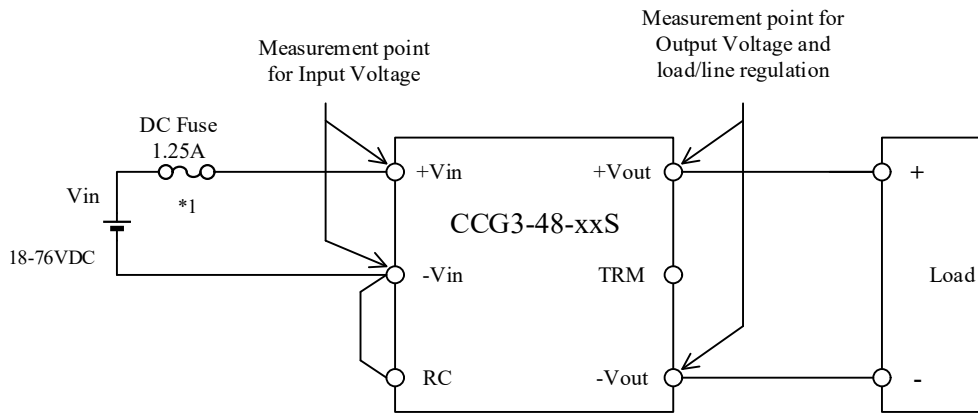 Measurement point for
Output Voltage and
load/line regulation
Measurement point
for Input Voltage
DC Fuse
1.25A
*1
Vin
18-76VDC
+Vin
+Vout
+
CCG3-48-xxS
-Vin
TRM
Load
RC
-Vout
-